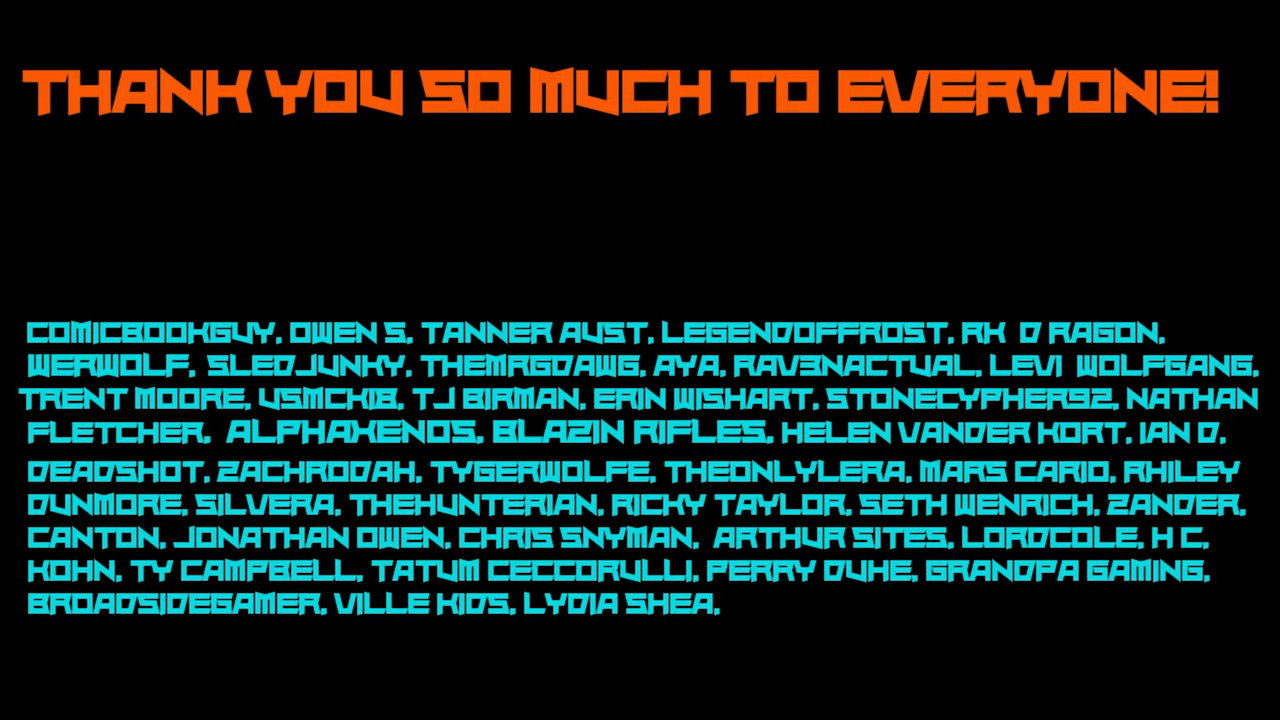 THANK YOU SO MUCH TO EVERYONE!
COMICBOOKGUY, OWEN S, TANNER AUST, LEGENDOFFROST, RK D RAGON,
WERWOLF, SLEDJUNKY, THEMRGDAWG, AYA, RAV3NACTUAL, LEVI WOLFGANG,
TRENT MOORE, USMCKIB, TJ BIRMAN, ERIN WISHART, STONECYPHER92, NATHAN
FLETCHER, ALPHAXENOS, BLAZIN RIFLES, HELEN VANDER KORT, IAN D,
DEADSHOT, ZACHRODAH, TYGERWOLFE, THEONLYLERA, MARS CARIO, RHILEY
DUNMORE, SILVERA, THEHUNTERIAN, RICKY TAYLOR, SETH WENRICH, ZANDER,
CANTON, JONATHAN OWEN, CHRIS SNYMAN, ARTHUR SITES, LORDCOLE, H C,
KOHN, TY CAMPBELL, TATUM CECCORULLI, PERRY DUHE, GRANDPA GAMING,
BROADSIDEGAMER, VILLE KIDS, LYDIA SHEA,